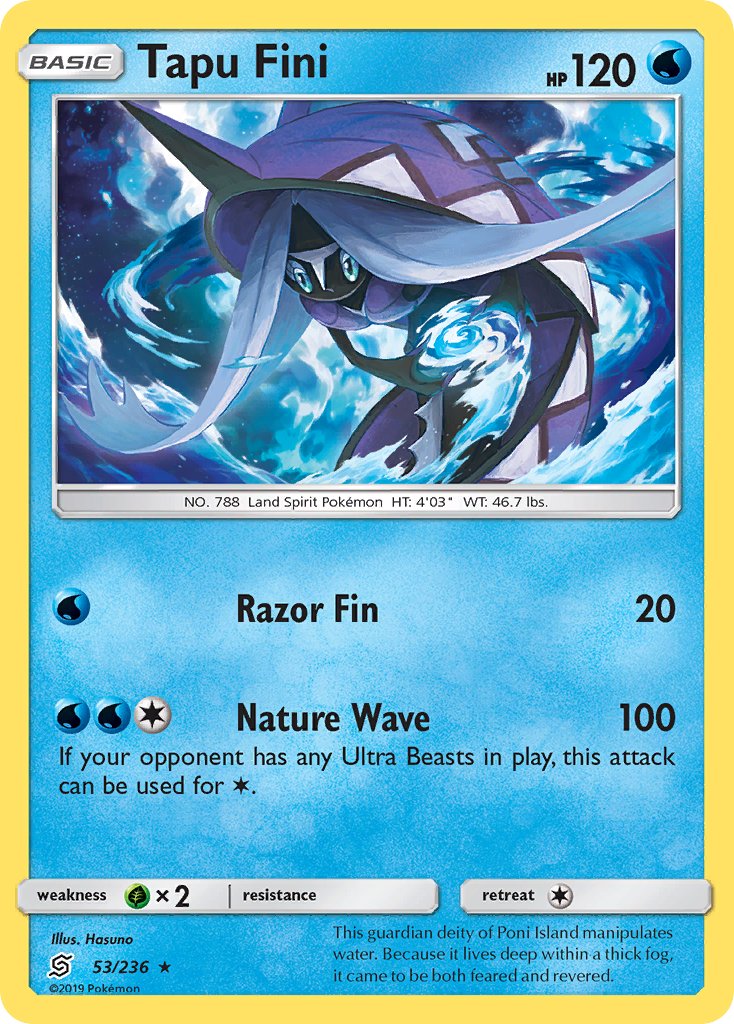 BASIC Tapu Fini HP 120
NO. 788 Land Spirit Pokémon HT: 4'03" WT: 46.7 lbs.
Razor Fin 20
Nature Wave 100
If your opponent has any Ultra Beasts in play, this attack
can be used for .
weakness ×2 resistance retreat
Illus. Hasuno
53/236 ★
©2019 Pokémon
This guardian deity of Poni Island manipulates
water. Because it lives deep within a thick fog,
it came to be both feared and revered.